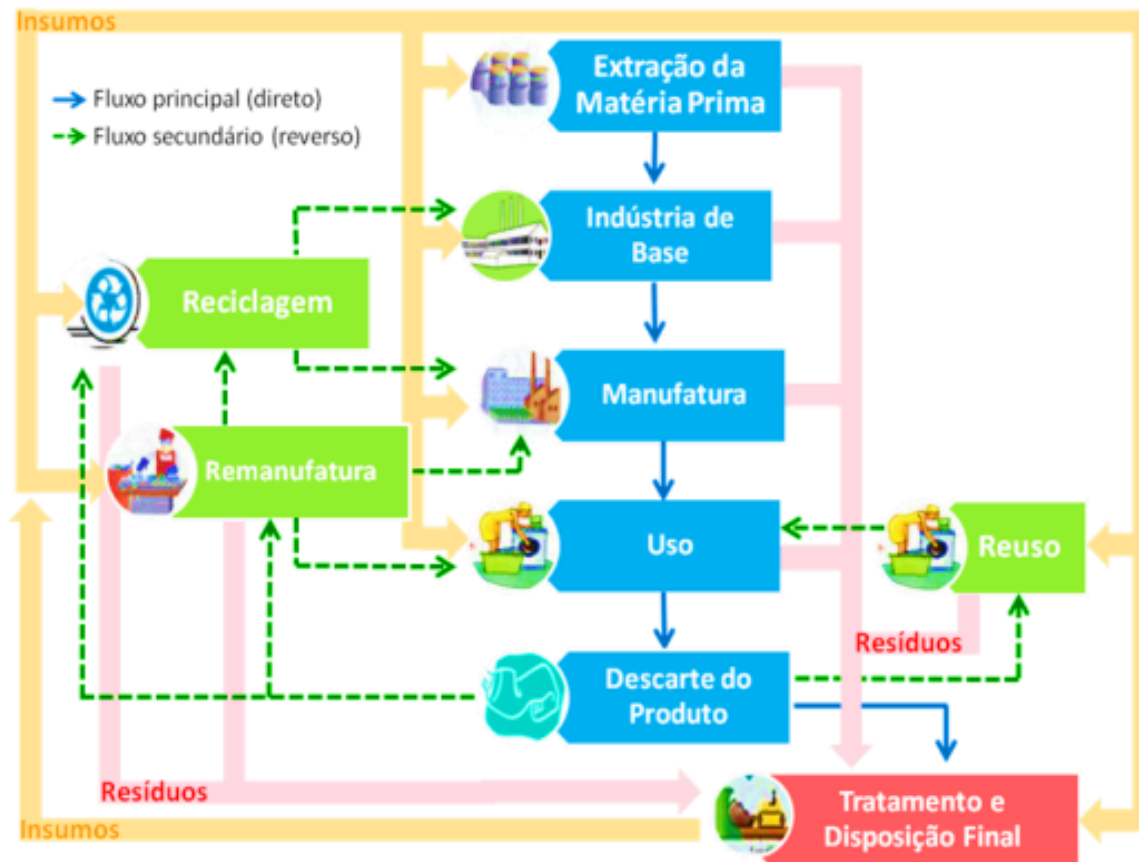 Insumos
Fluxo principal (direto)
Fluxo secundário (reverso)
Extração da
Matéria Prima
Indústria de
Base
Reciclagem
Manufatura
Remanufatura
Uso
Reuso
Resíduos
Descarte do
Produto
Resíduos
Tratamento e
Disposição Final
Insumos